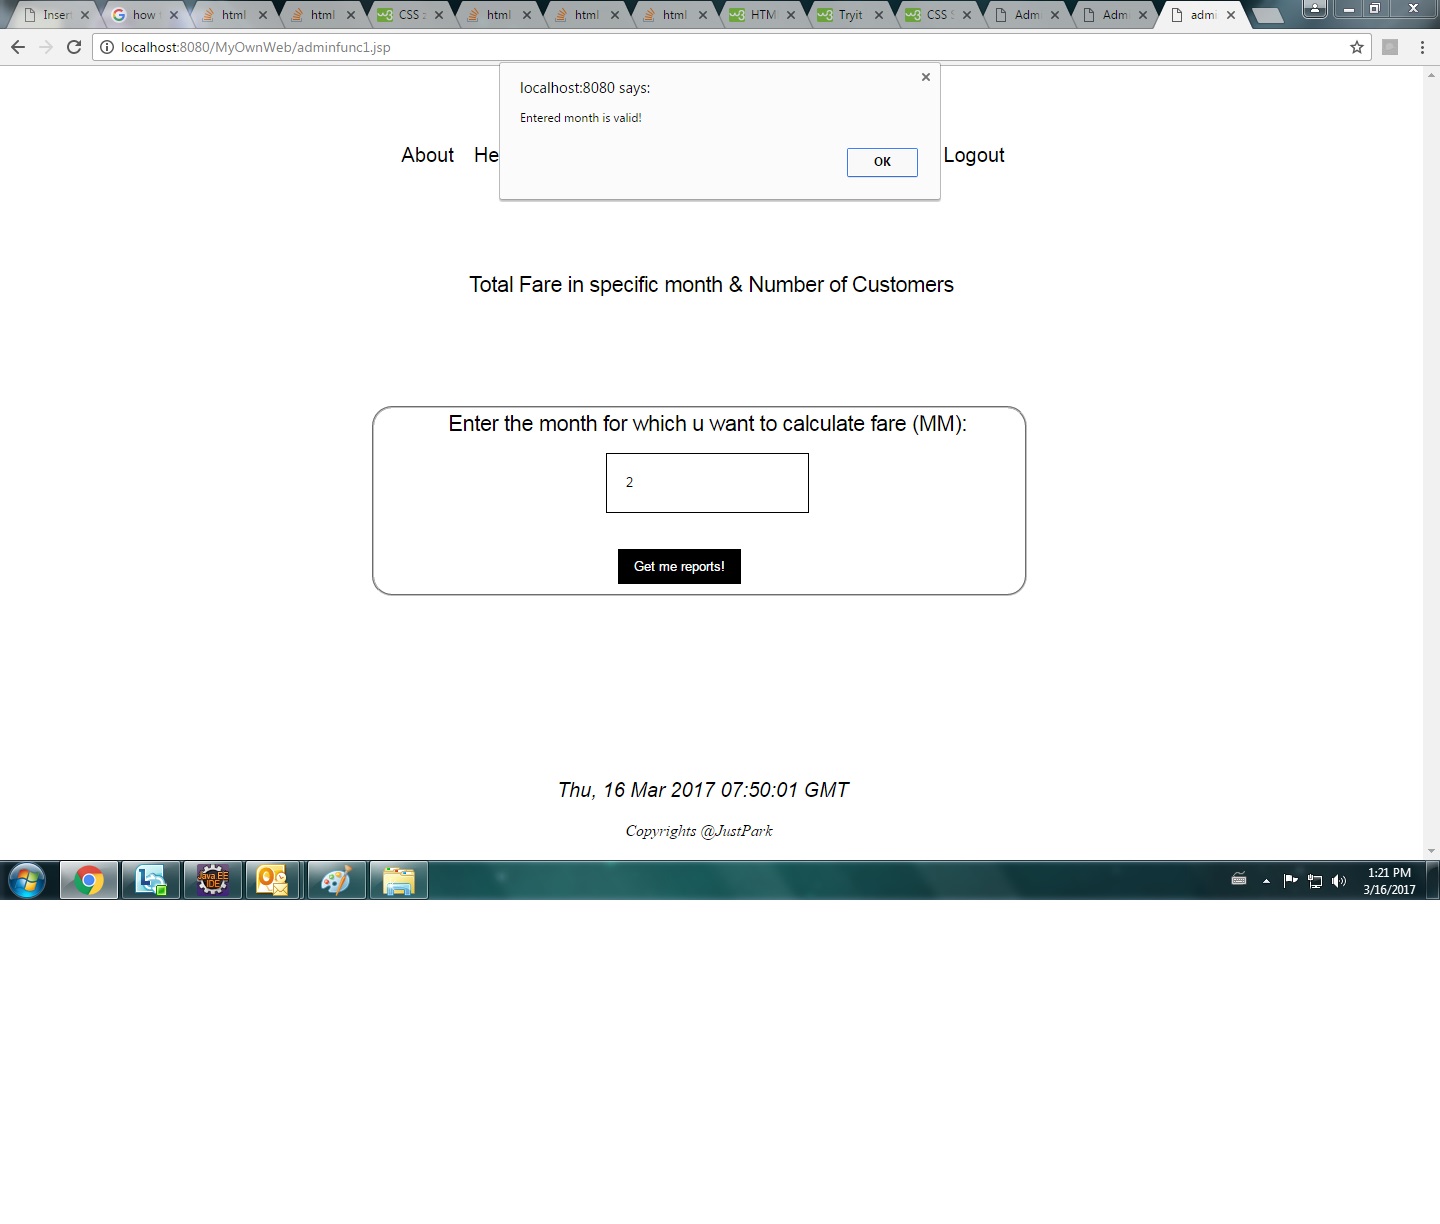 Inser how html html CSS html html html HTM Tryit CSS S Adm Adm admi
localhost:8080/MyOwnWeb/adminfunc1.jsp
localhost:8080 says:
Entered month is valid!
OK
About He Logout
Total Fare in specific month & Number of Customers
Enter the month for which u want to calculate fare (MM):
2
Get me reports!
Thu, 16 Mar 2017 07:50:01 GMT
Copyrights @JustPark
Java EE
IDE
1:21 PM
3/16/2017